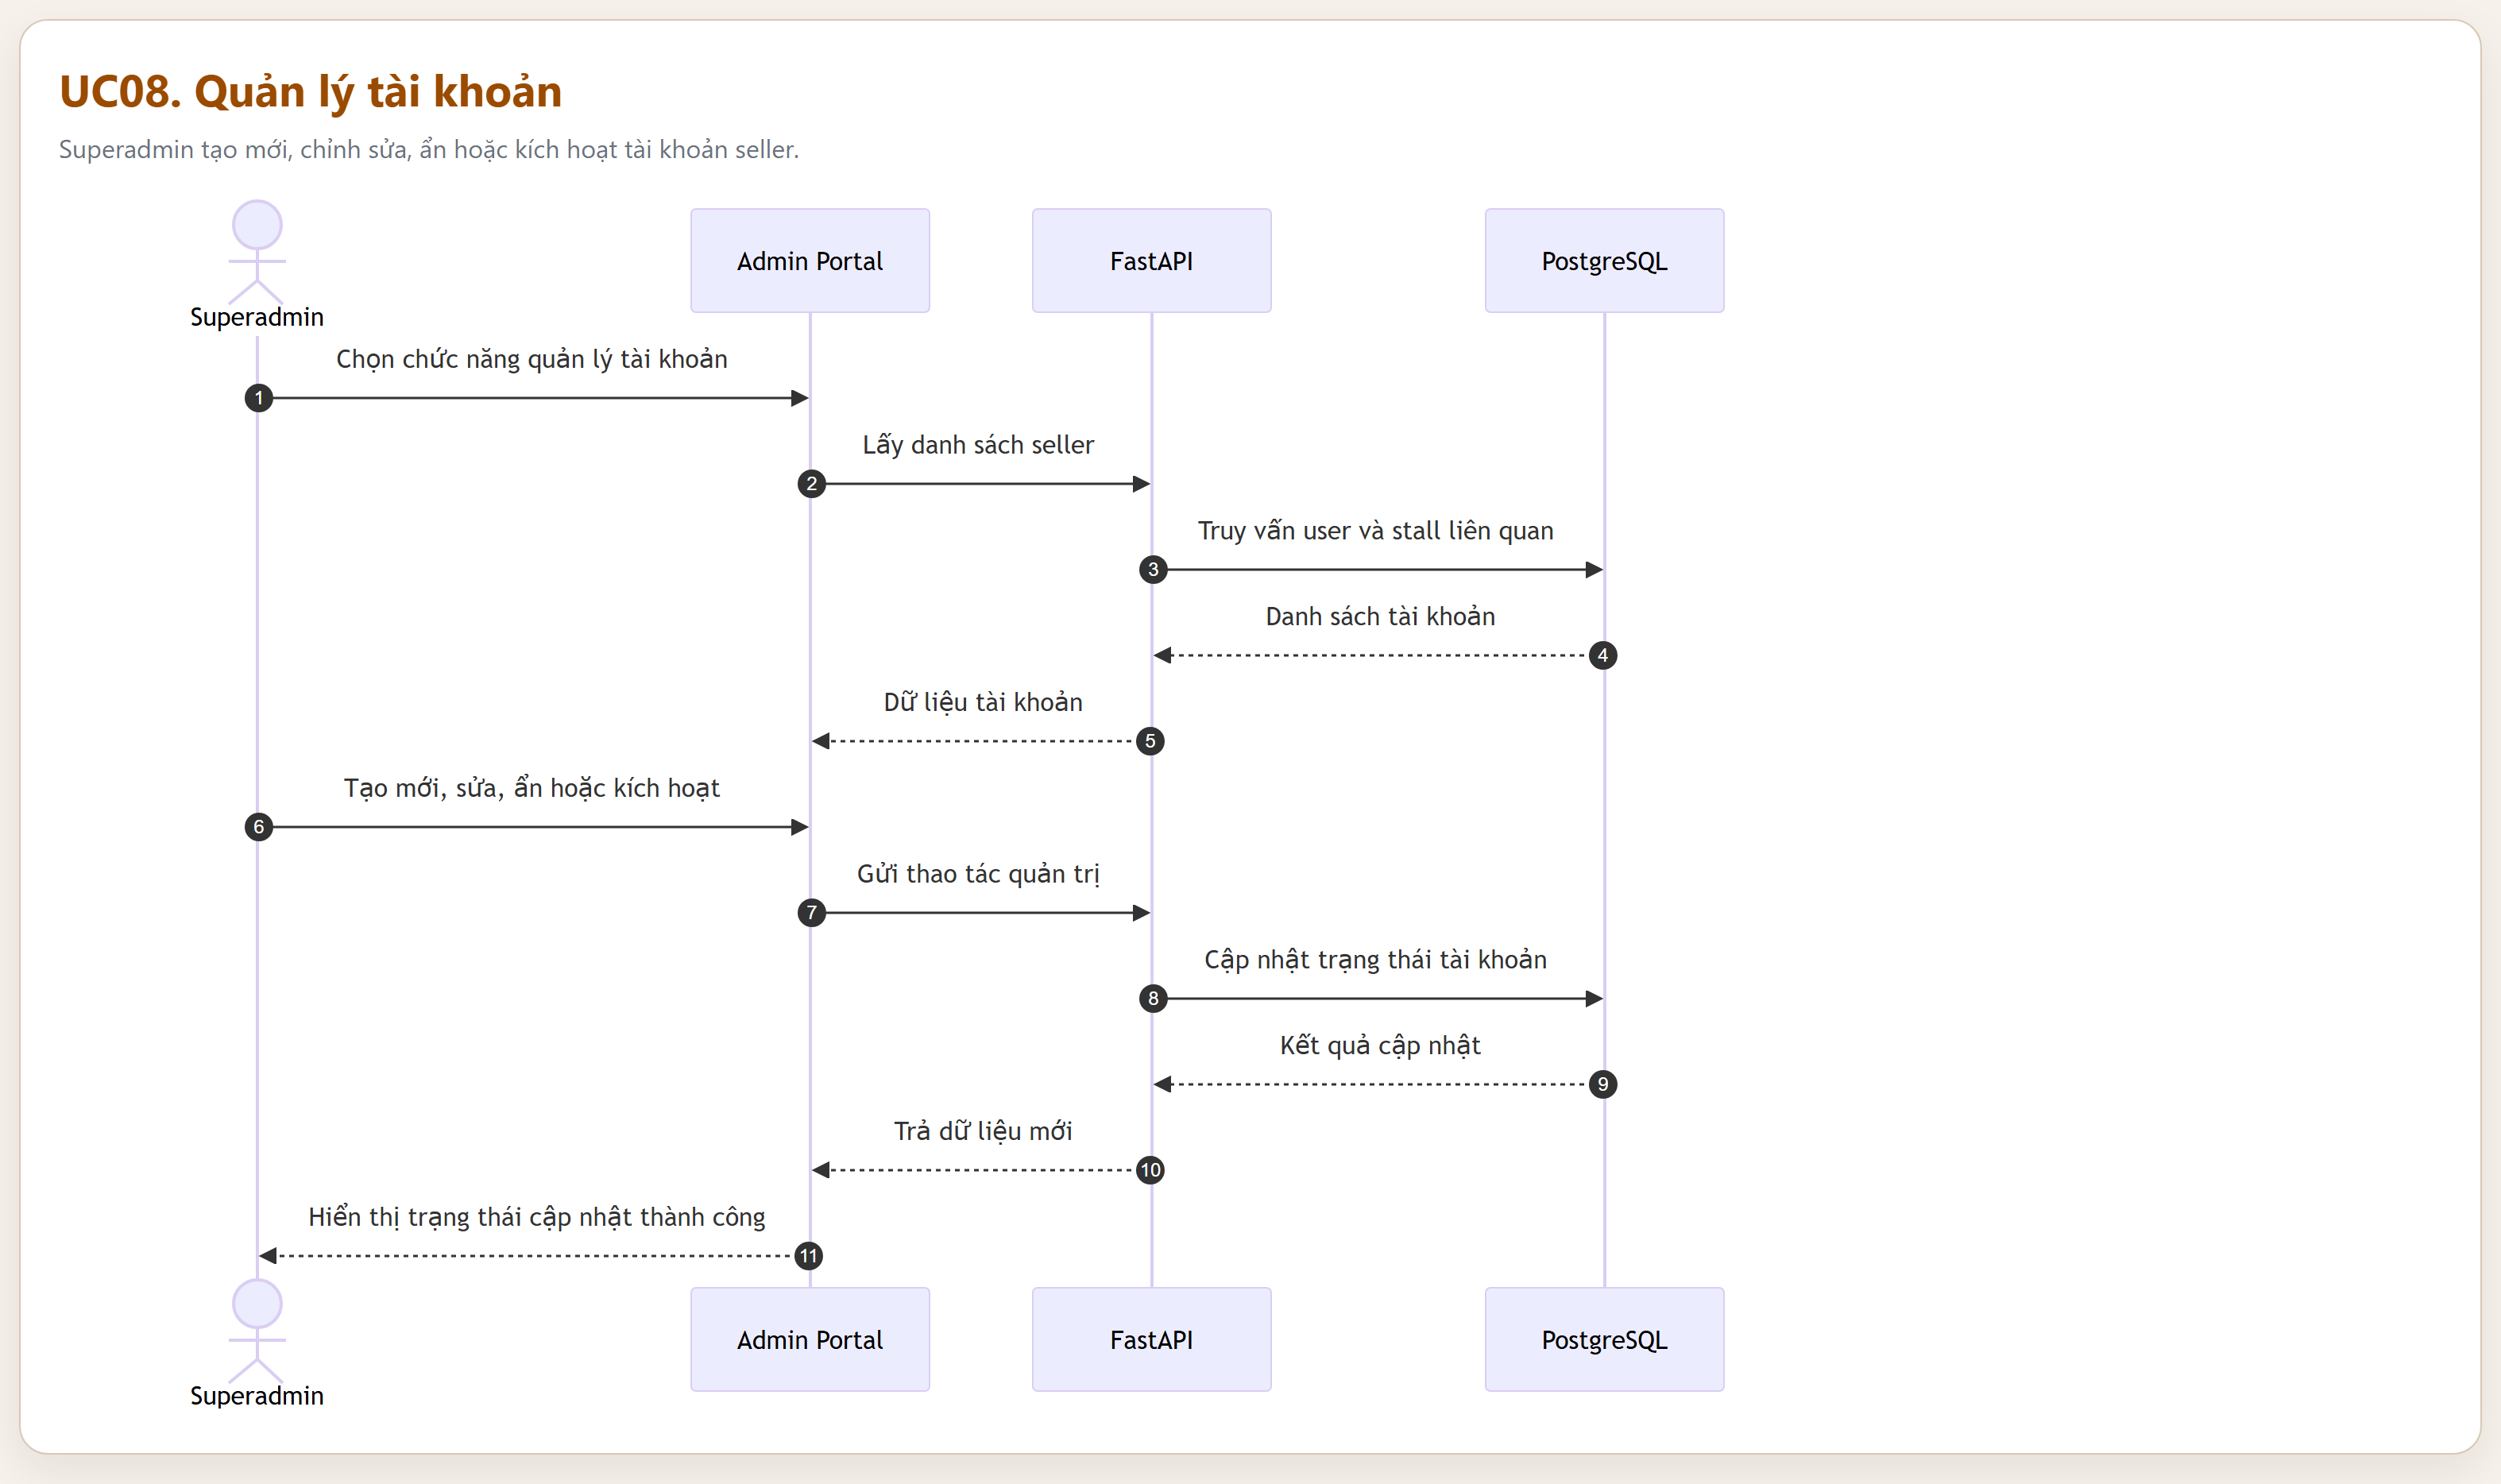 UC08. Quản lý tài khoản
Superadmin tạo mới, chỉnh sửa, ẩn hoặc kích hoạt tài khoản seller.
Superadmin
Admin Portal
FastAPI
PostgreSQL
Chọn chức năng quản lý tài khoản
1
Lấy danh sách seller
2
Truy vấn user và stall liên quan
3
Danh sách tài khoản
4
Dữ liệu tài khoản
5
Tạo mới, sửa, ẩn hoặc kích hoạt
6
Gửi thao tác quản trị
7
Cập nhật trạng thái tài khoản
8
Kết quả cập nhật
9
Trả dữ liệu mới
10
Hiển thị trạng thái cập nhật thành công
11
Superadmin
Admin Portal
FastAPI
PostgreSQL